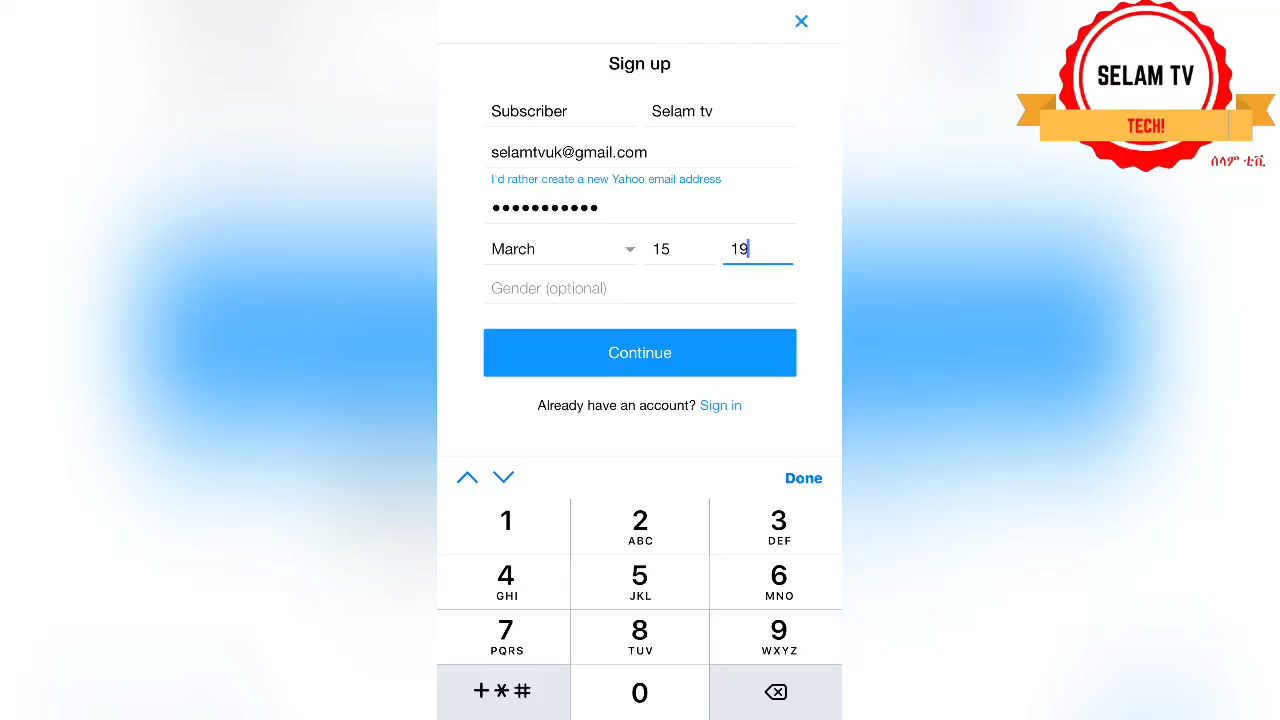 Sign up
Subscriber Selam tv
selamtvuk@gmail.com
I'd rather create a new Yahoo email address
•••••••••••
March 15 19
Gender (optional)
Continue
Already have an account? Sign in
Done
1 2 3
ABC DEF
4 5 6
GHI JKL MNO
7 8 9
PQRS TUV WXYZ
+*# 0
SELAM TV
TECH!
ሰላም ቲቪ